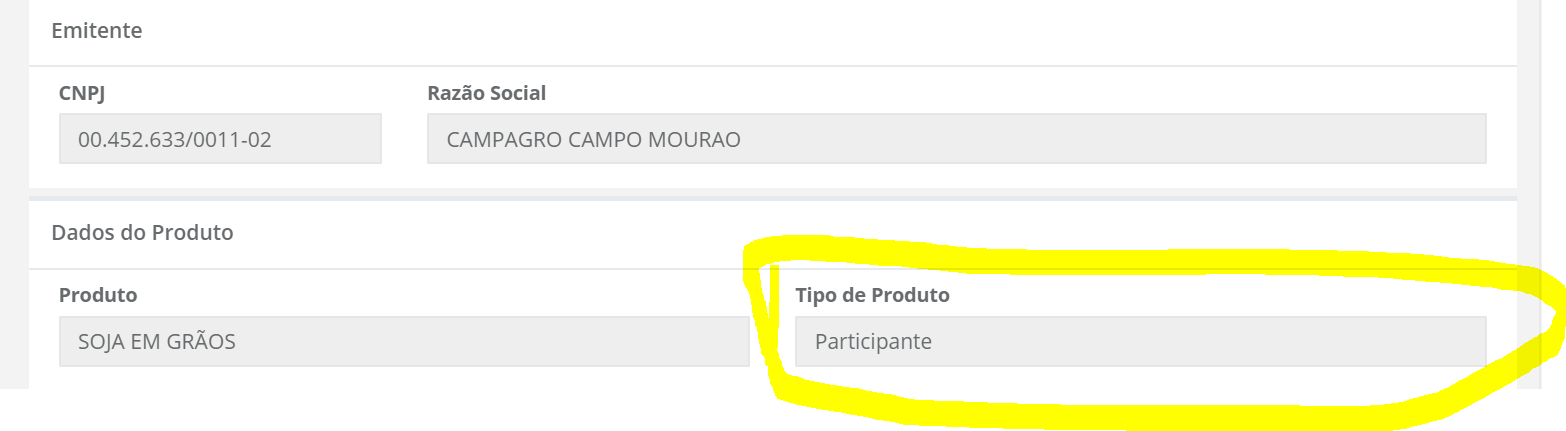 Emitente
CNPJ
Razão Social
00.452.633/0011-02
CAMPAGRO CAMPO MOURAO
Dados do Produto
Produto
Tipo de Produto
SOJA EM GRÃOS
Participante